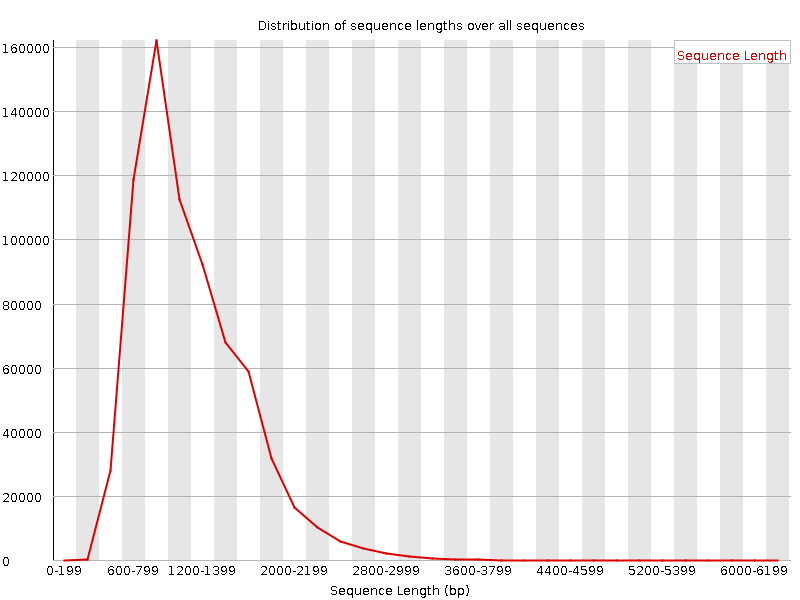 Distribution of sequence lengths over all sequences
Sequence Length
160000
140000
120000
100000
80000
60000
40000
20000
0
0-199 600-799 1200-1399 2000-2199 2800-2999 3600-3799 4400-4599 5200-5399 6000-6199
Sequence Length (bp)